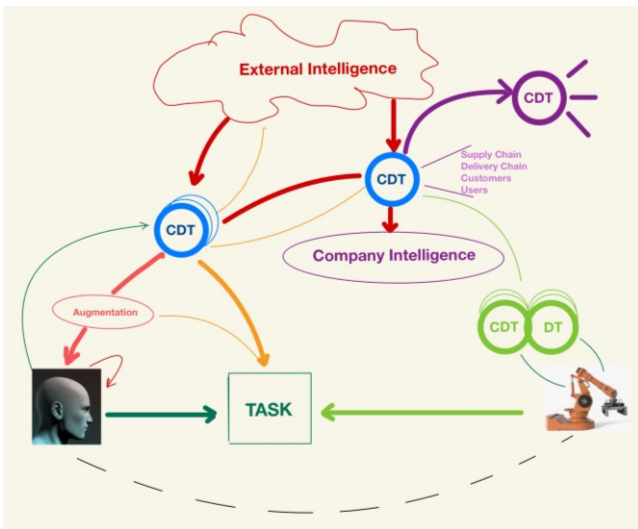 External Intelligence
CDT
CDT
Supply Chain
Delivery Chain
Customers
Users
CDT
Company Intelligence
Augmentation
CDT
DT
TASK